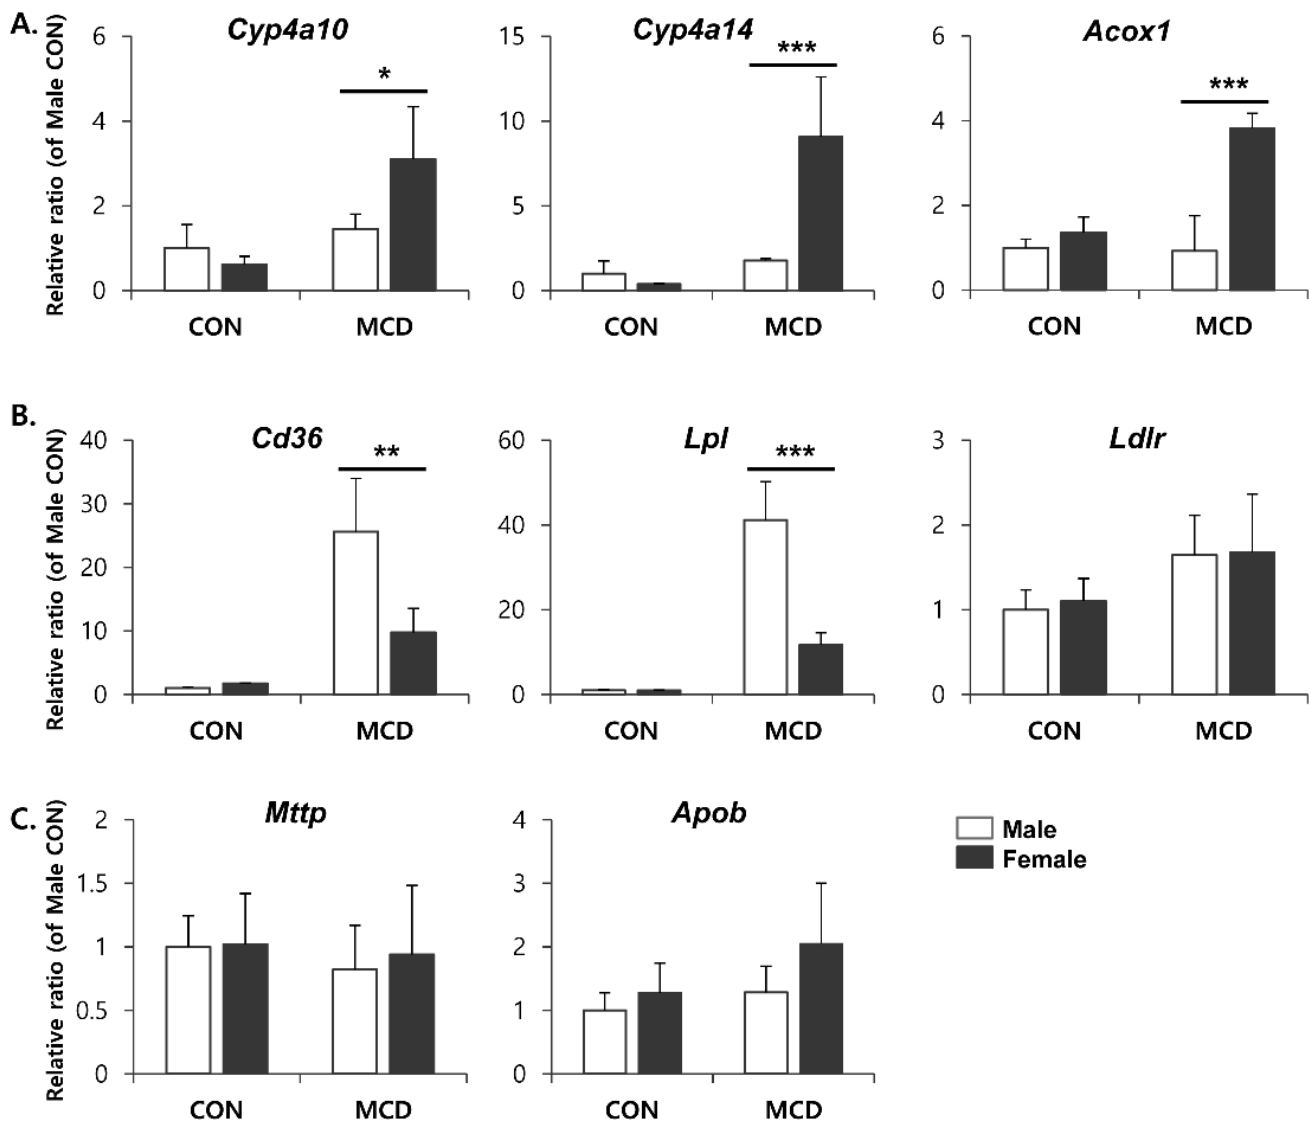 A.
Relative ratio (of Male CON)
Cyp4a10
6
4
2
0
*
CON
MCD
Cyp4a14
15
10
5
0
***
CON
MCD
Acox1
6
4
2
0
***
CON
MCD
B.
Relative ratio (of Male CON)
Cd36
40
30
20
10
0
**
CON
MCD
Lpl
60
40
20
0
***
CON
MCD
Ldlr
3
2
1
0
CON
MCD
C.
Relative ratio (of Male CON)
Mttp
2
1.5
1
0.5
0
CON
MCD
Apob
4
3
2
1
0
CON
MCD
Male
Female